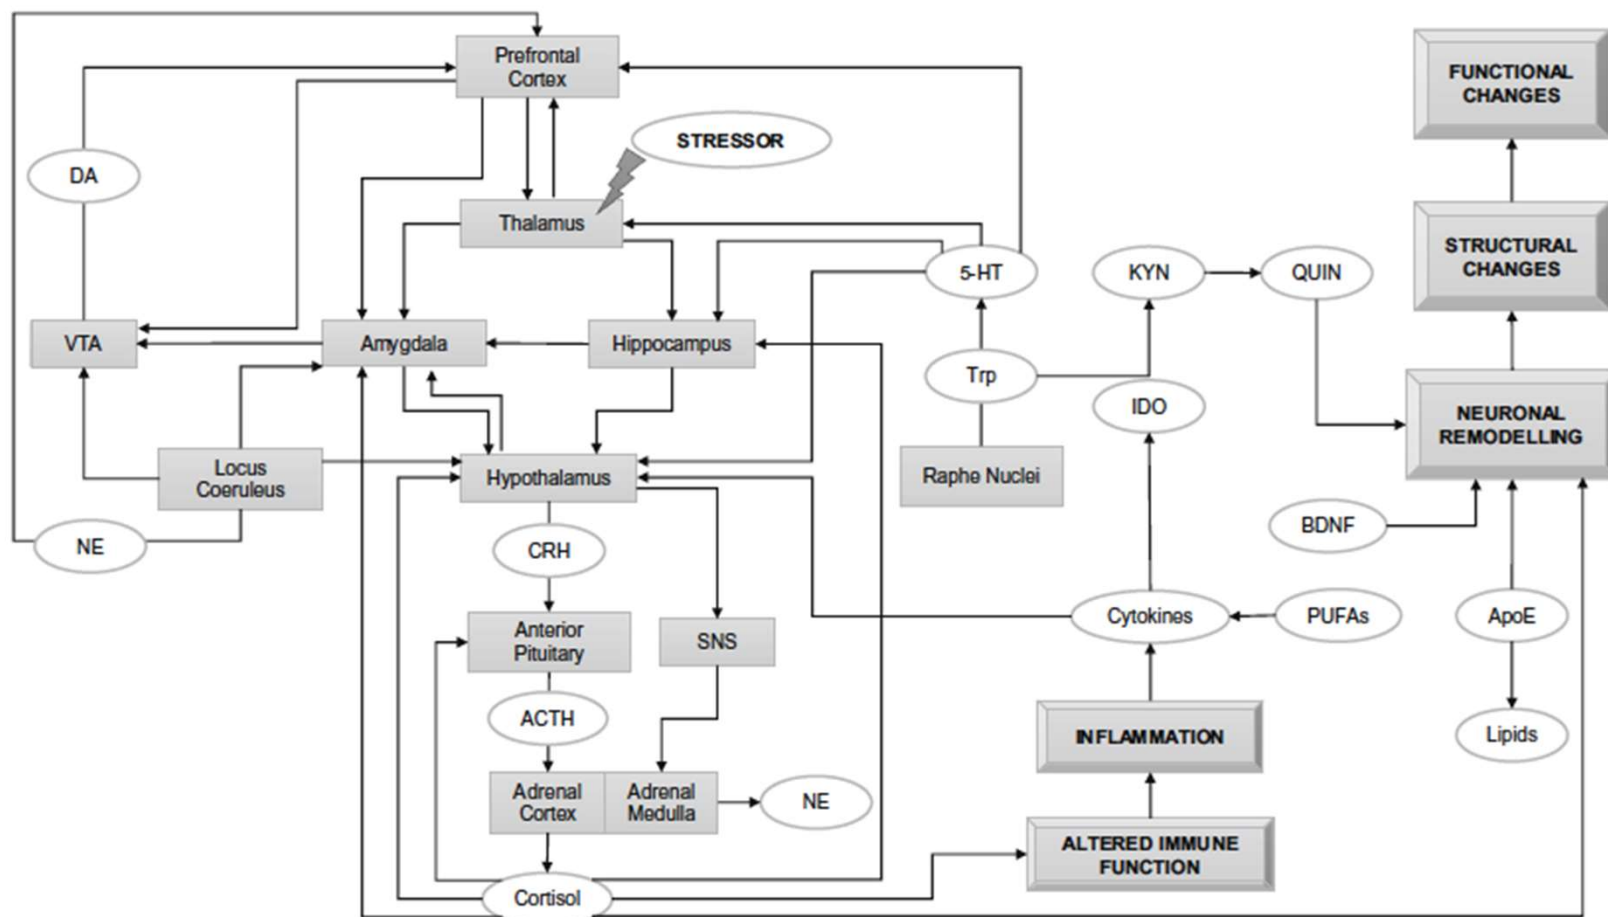 Prefrontal
Cortex
FUNCTIONAL
CHANGES
STRESSOR
DA
Thalamus
STRUCTURAL
CHANGES
5-HT
KYN
QUIN
VTA
Amygdala
Hippocampus
Trp
IDO
NEURONAL
REMODELLING
Locus
Coeruleus
Hypothalamus
Raphe Nuclei
NE
CRH
BDNF
Anterior
Pituitary
SNS
Cytokines
PUFAs
ApoE
ACTH
INFLAMMATION
Lipids
Adrenal
Cortex
Adrenal
Medulla
NE
ALTERED IMMUNE
FUNCTION
Cortisol